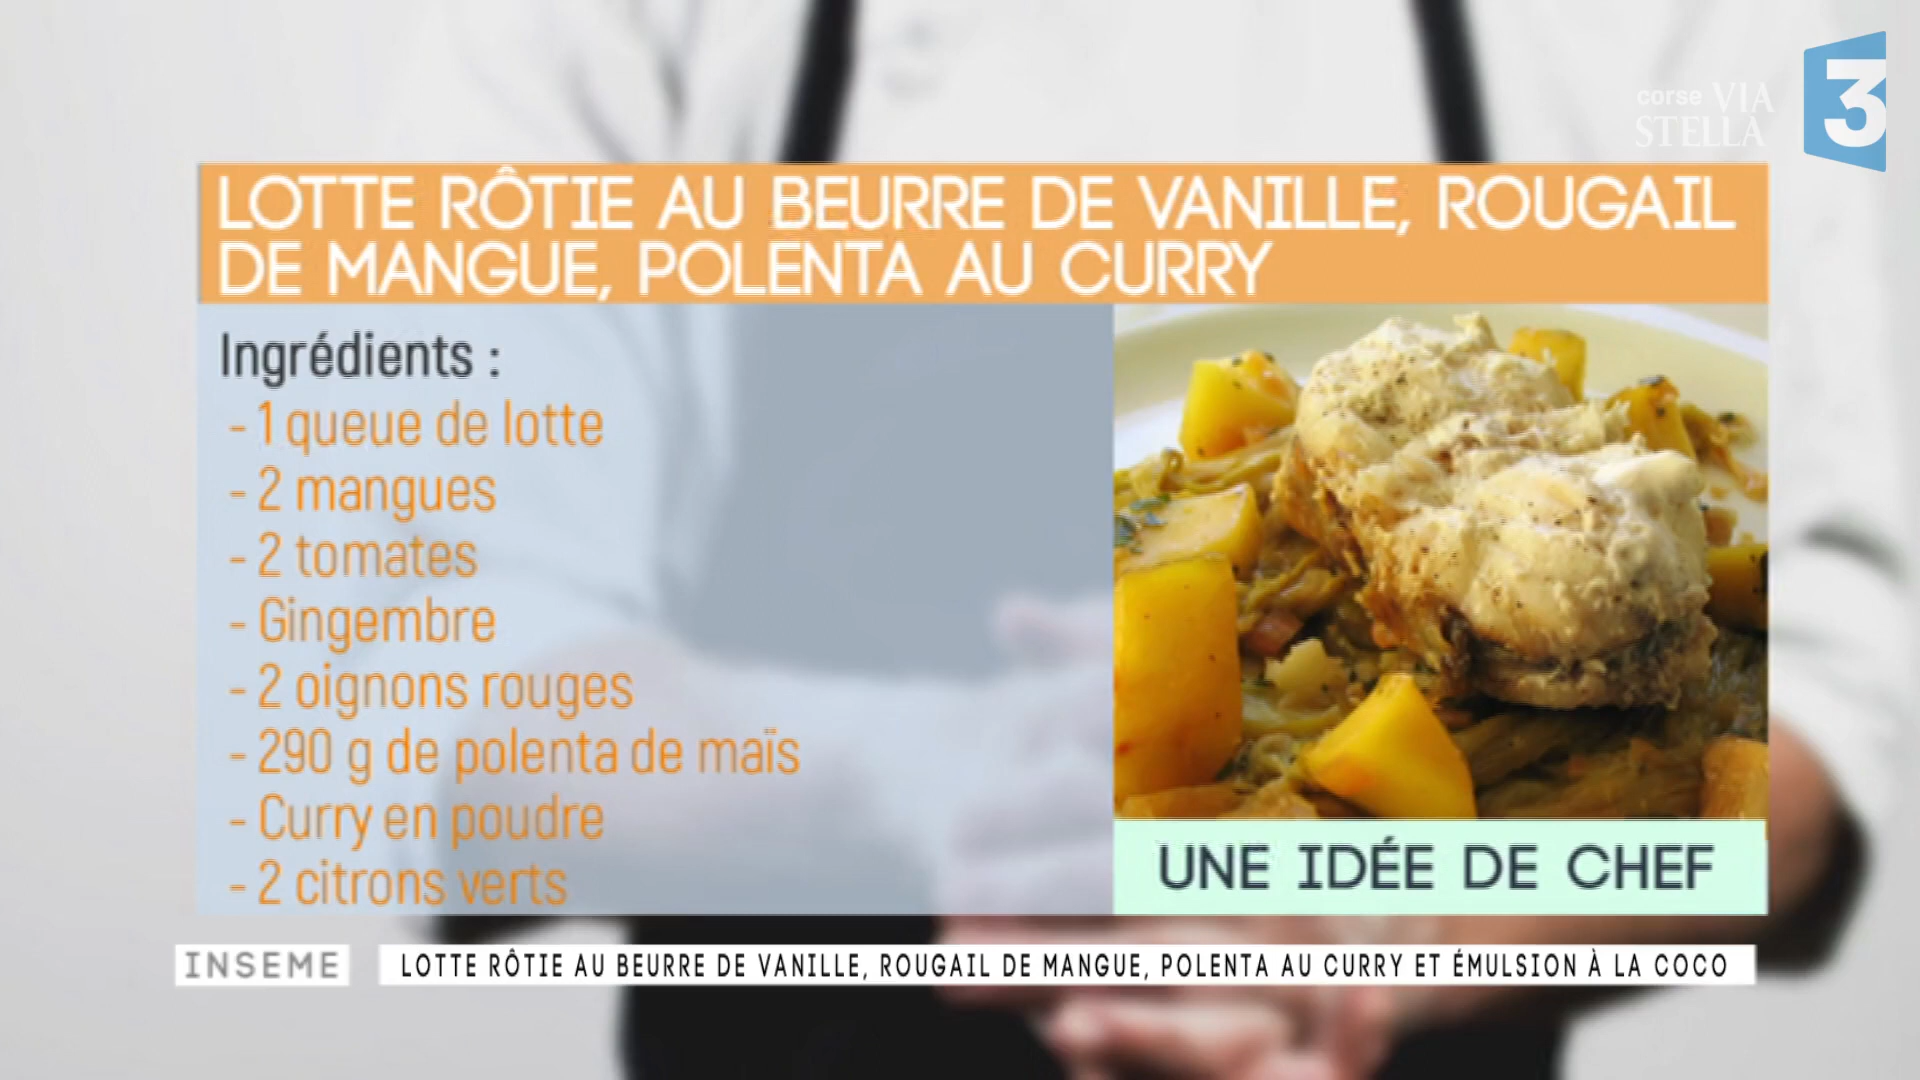 corse VIA
STELLA
3
LOTTE RÔTIE AU BEURRE DE VANILLE, ROUGAIL
DE MANGUE, POLENTA AU CURRY
Ingrédients :
- 1 queue de lotte
- 2 mangues
- 2 tomates
- Gingembre
- 2 oignons rouges
- 290 g de polenta de maïs
- Curry en poudre
- 2 citrons verts
UNE IDÉE DE CHEF
INSEME
LOTTE RÔTIE AU BEURRE DE VANILLE, ROUGAIL DE MANGUE, POLENTA AU CURRY ET ÉMULSION À LA COCO